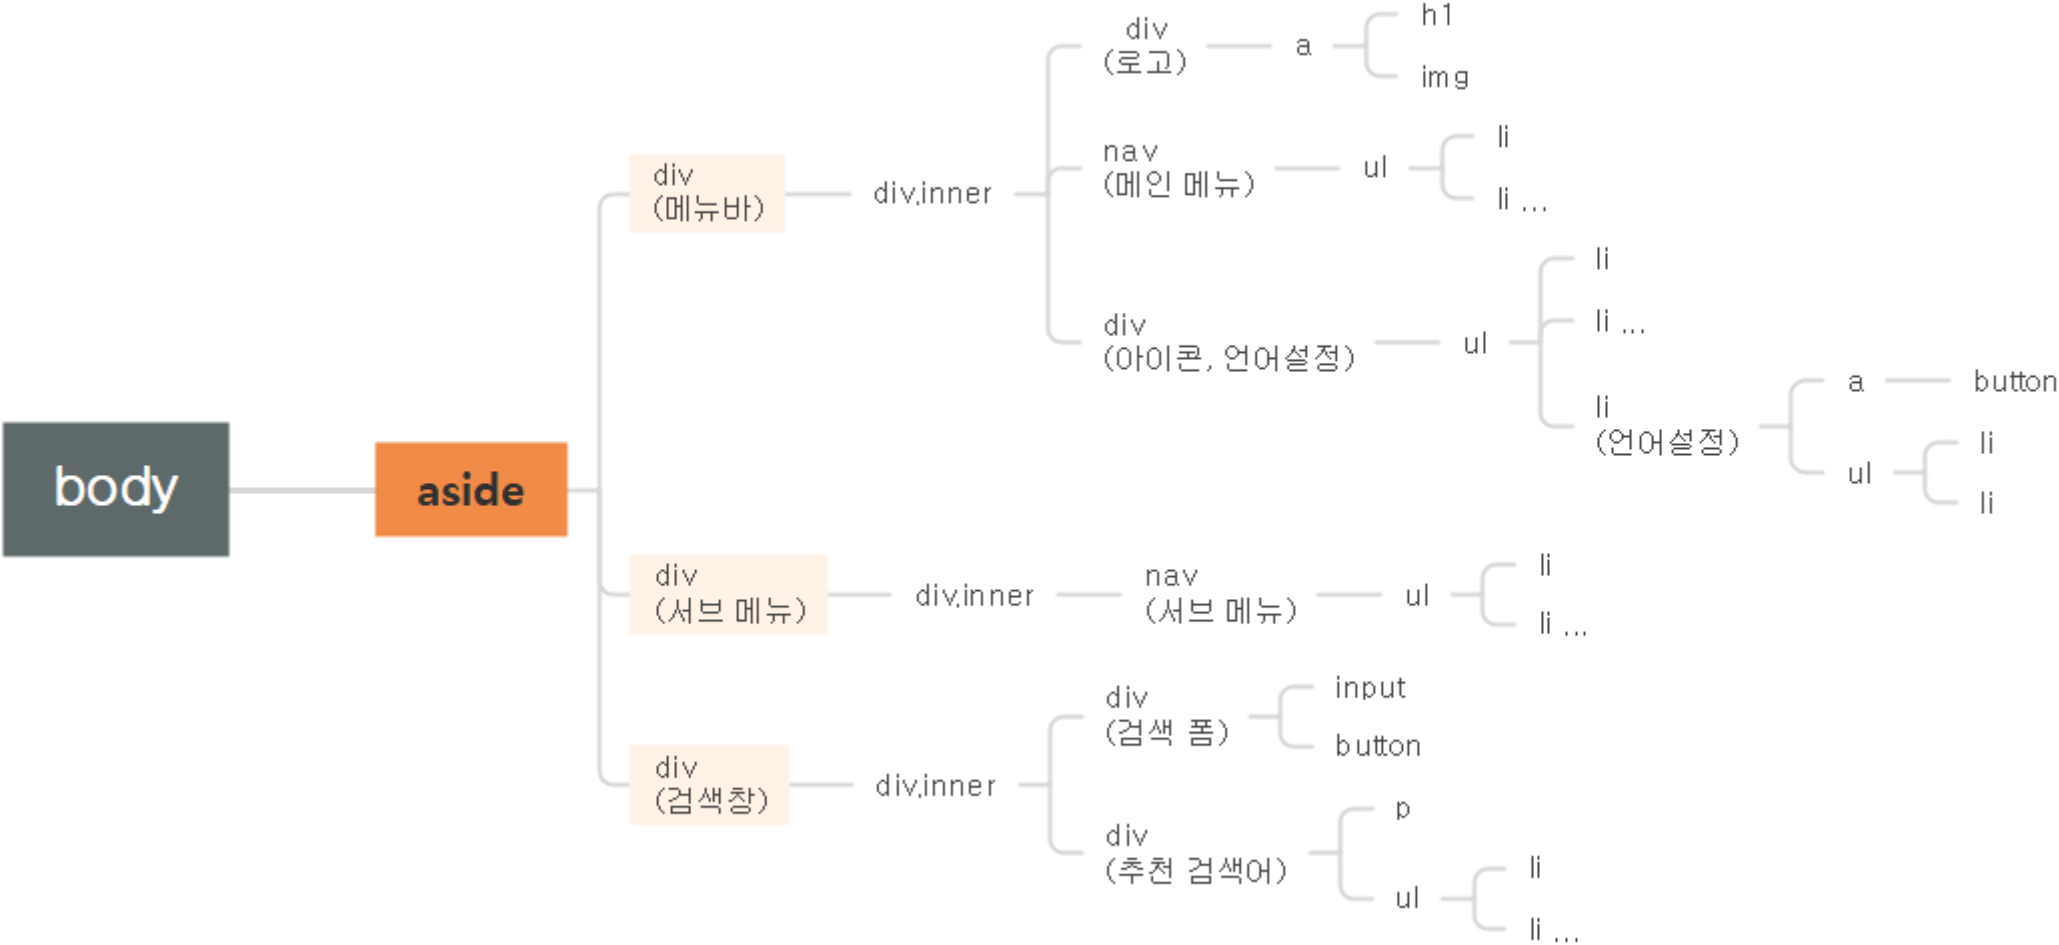 body
aside
div
(메뉴바)
div.inner
div
(로고)
a
h1
img
nav
(메인 메뉴)
ul
li
li ...
div
(아이콘, 언어설정)
ul
li
li ...
li
(언어설정)
a
button
ul
li
li
div
(서브 메뉴)
div.inner
nav
(서브 메뉴)
ul
li
li ...
div
(검색창)
div.inner
div
(검색 폼)
input
button
div
(추천 검색어)
p
ul
li
li ...